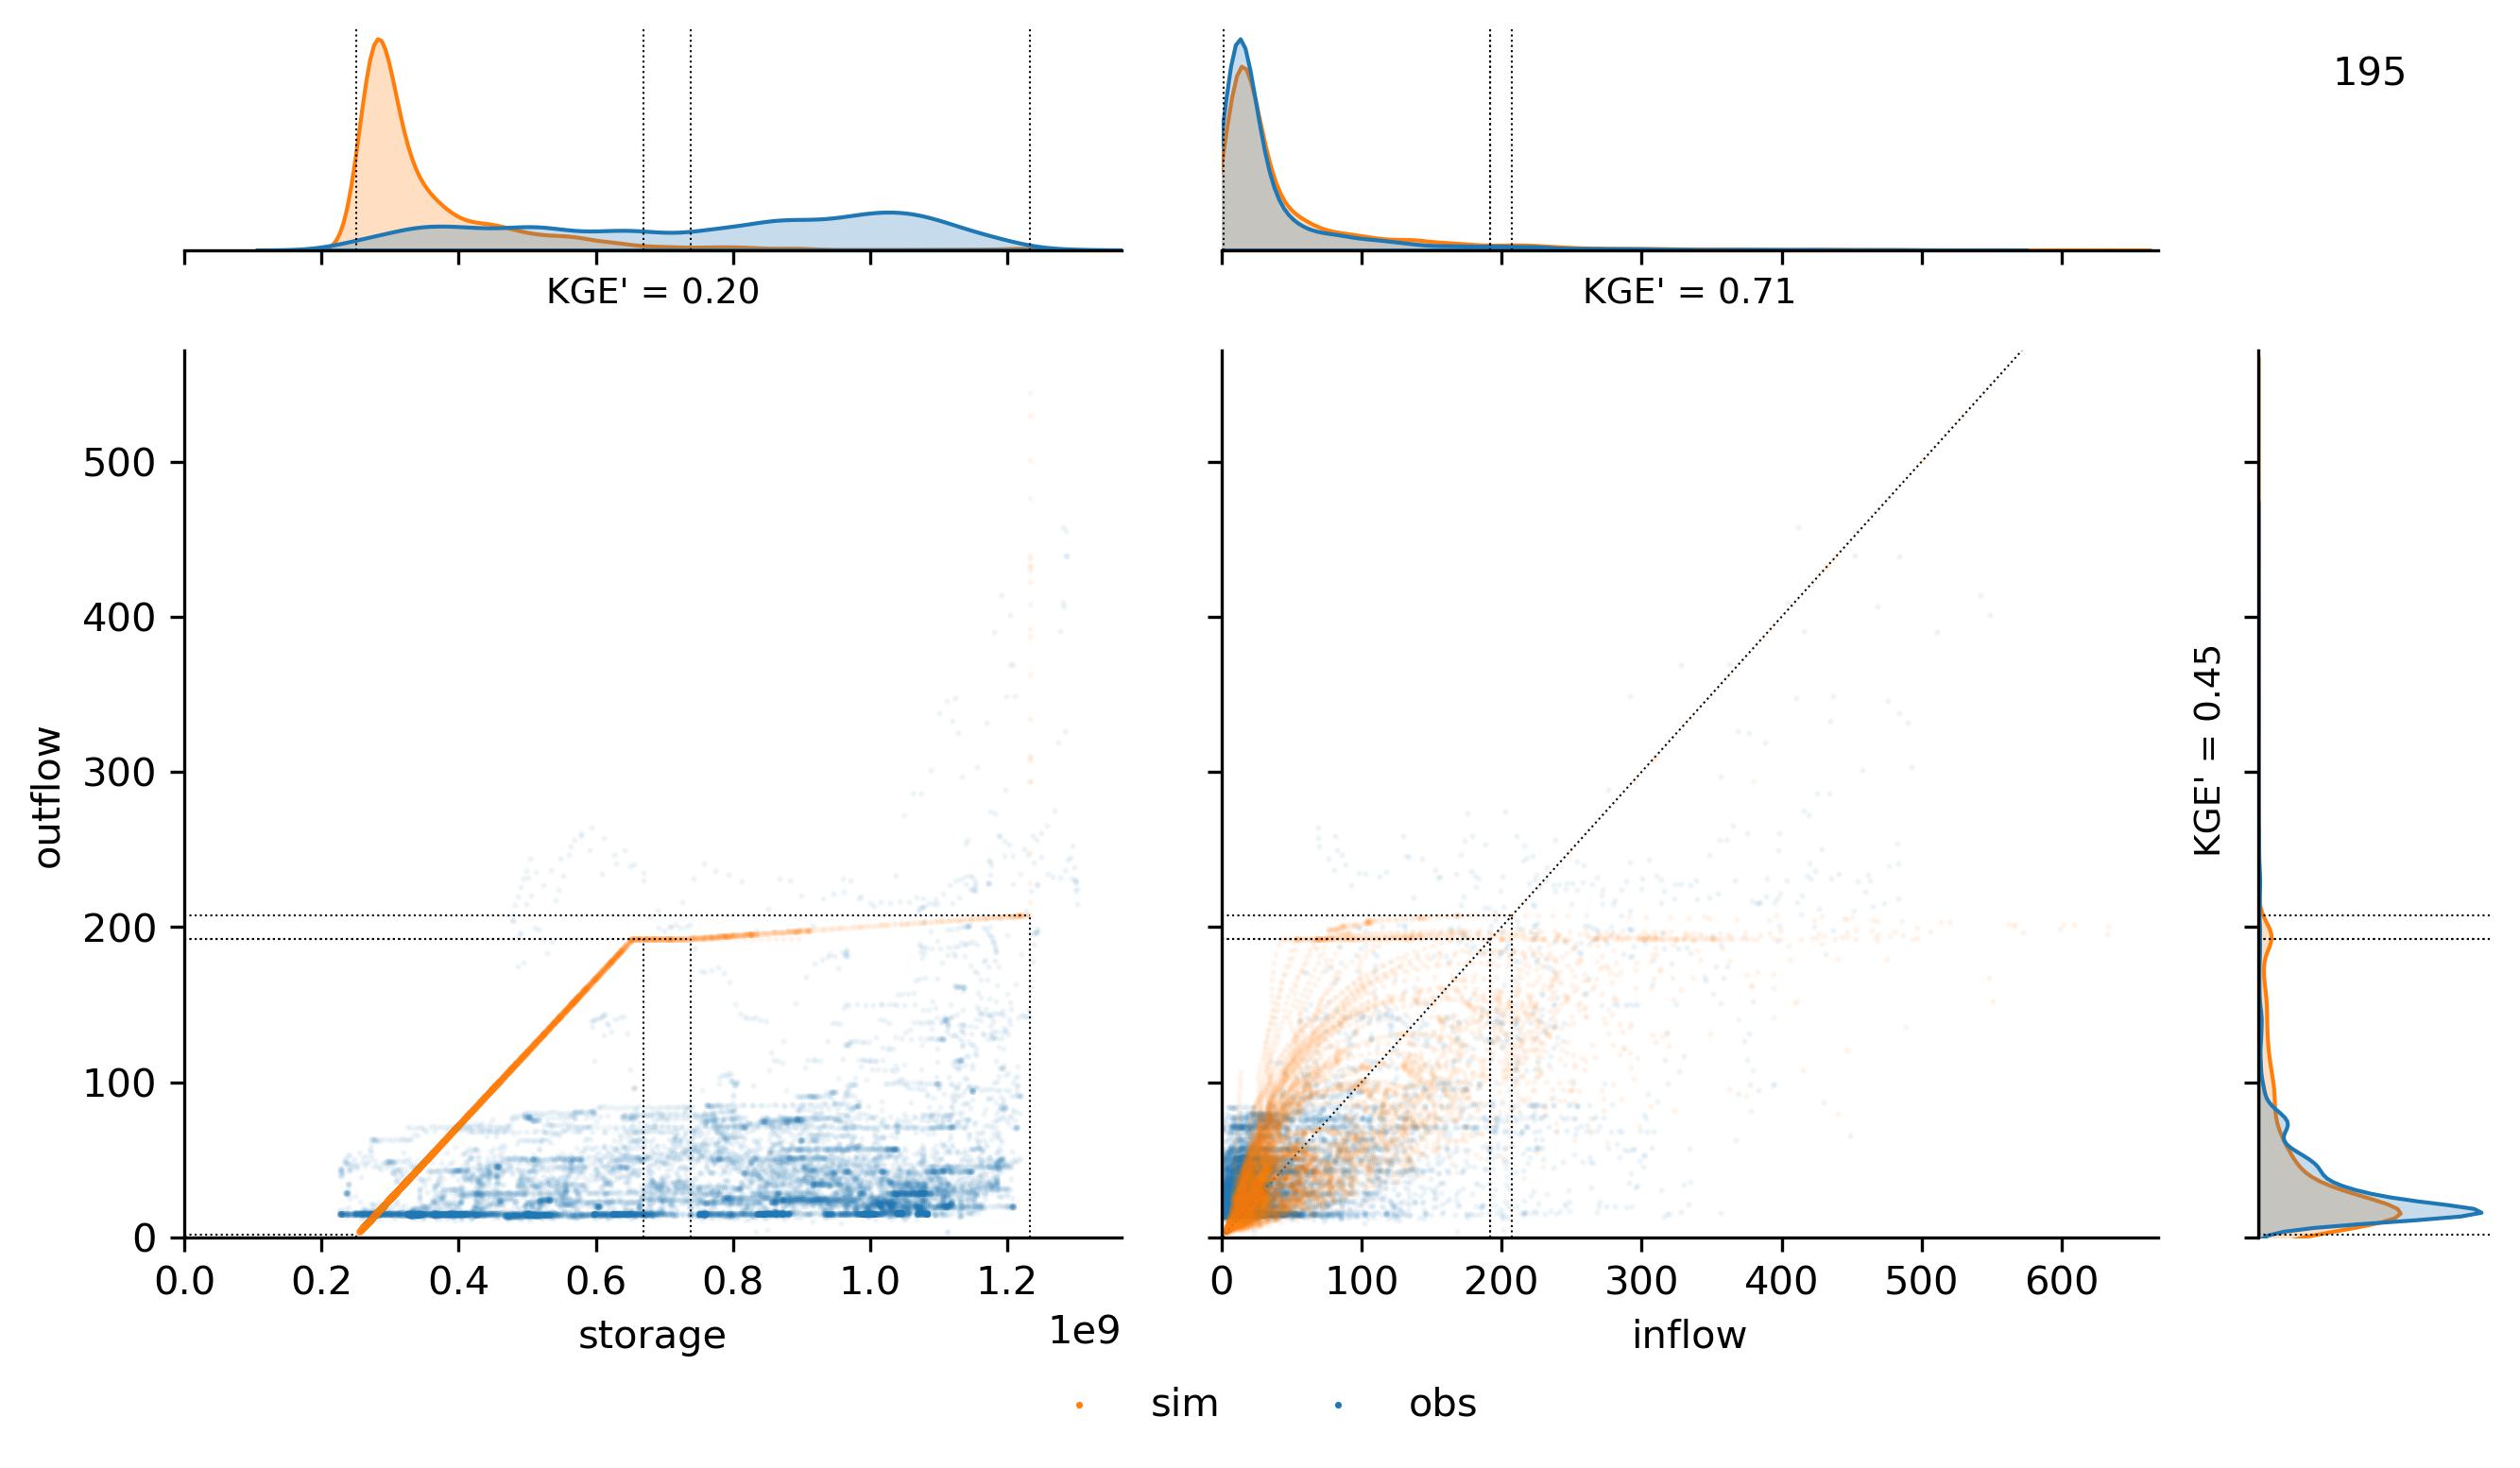 195
KGE' = 0.20
KGE' = 0.71
outflow
500
400
300
200
100
0
KGE' = 0.45
0.0 0.2 0.4 0.6 0.8 1.0 1.2
0 100 200 300 400 500 600
storage
1e9
inflow
sim obs